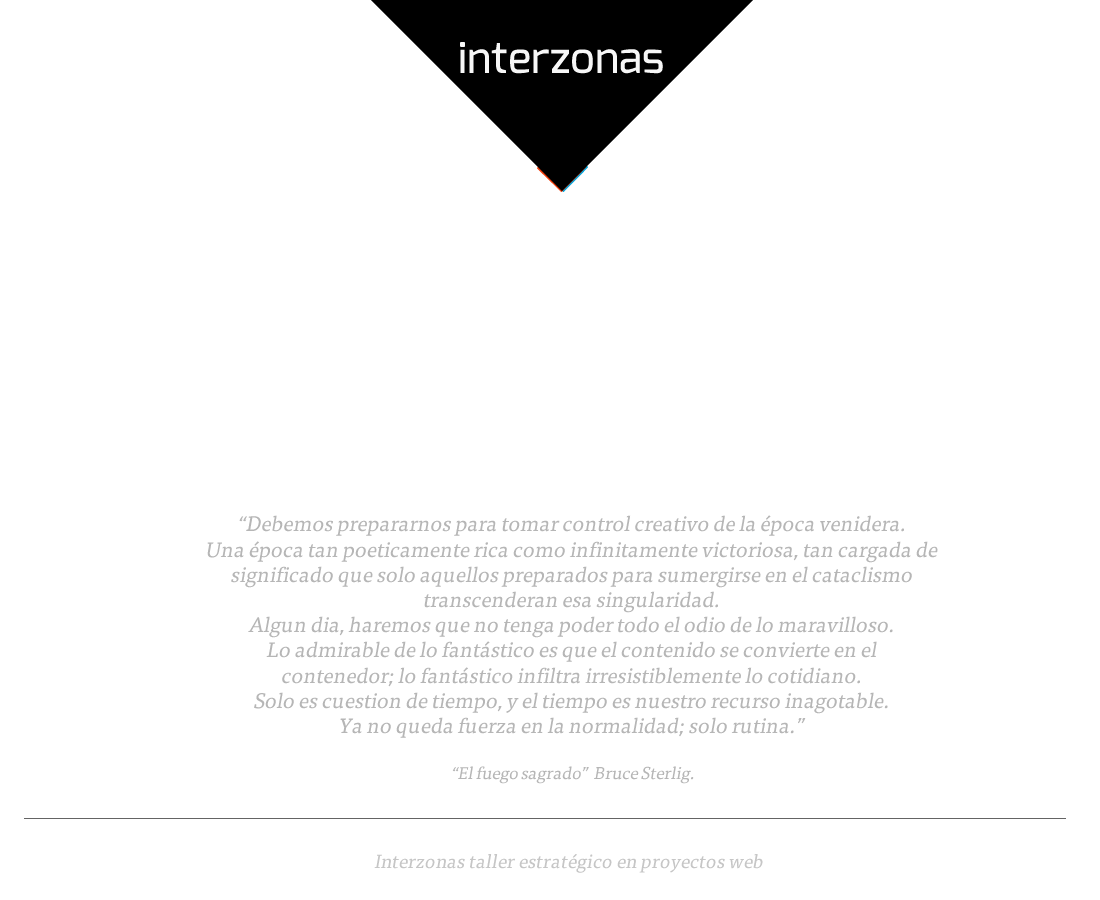 interzonas
“Debemos prepararnos para tomar control creativo de la época venidera.
Una época tan poeticamente rica como infinitamente victoriosa, tan cargada de
significado que solo aquellos preparados para sumergirse en el cataclismo
transcenderan esa singularidad.
Algun dia, haremos que no tenga poder todo el odio de lo maravilloso.
Lo admirable de lo fantástico es que el contenido se convierte en el
contenedor; lo fantástico infiltra irresistiblemente lo cotidiano.
Solo es cuestion de tiempo, y el tiempo es nuestro recurso inagotable.
Ya no queda fuerza en la normalidad; solo rutina.”
“El fuego sagrado” Bruce Sterlig.
Interzonas taller estratégico en proyectos web